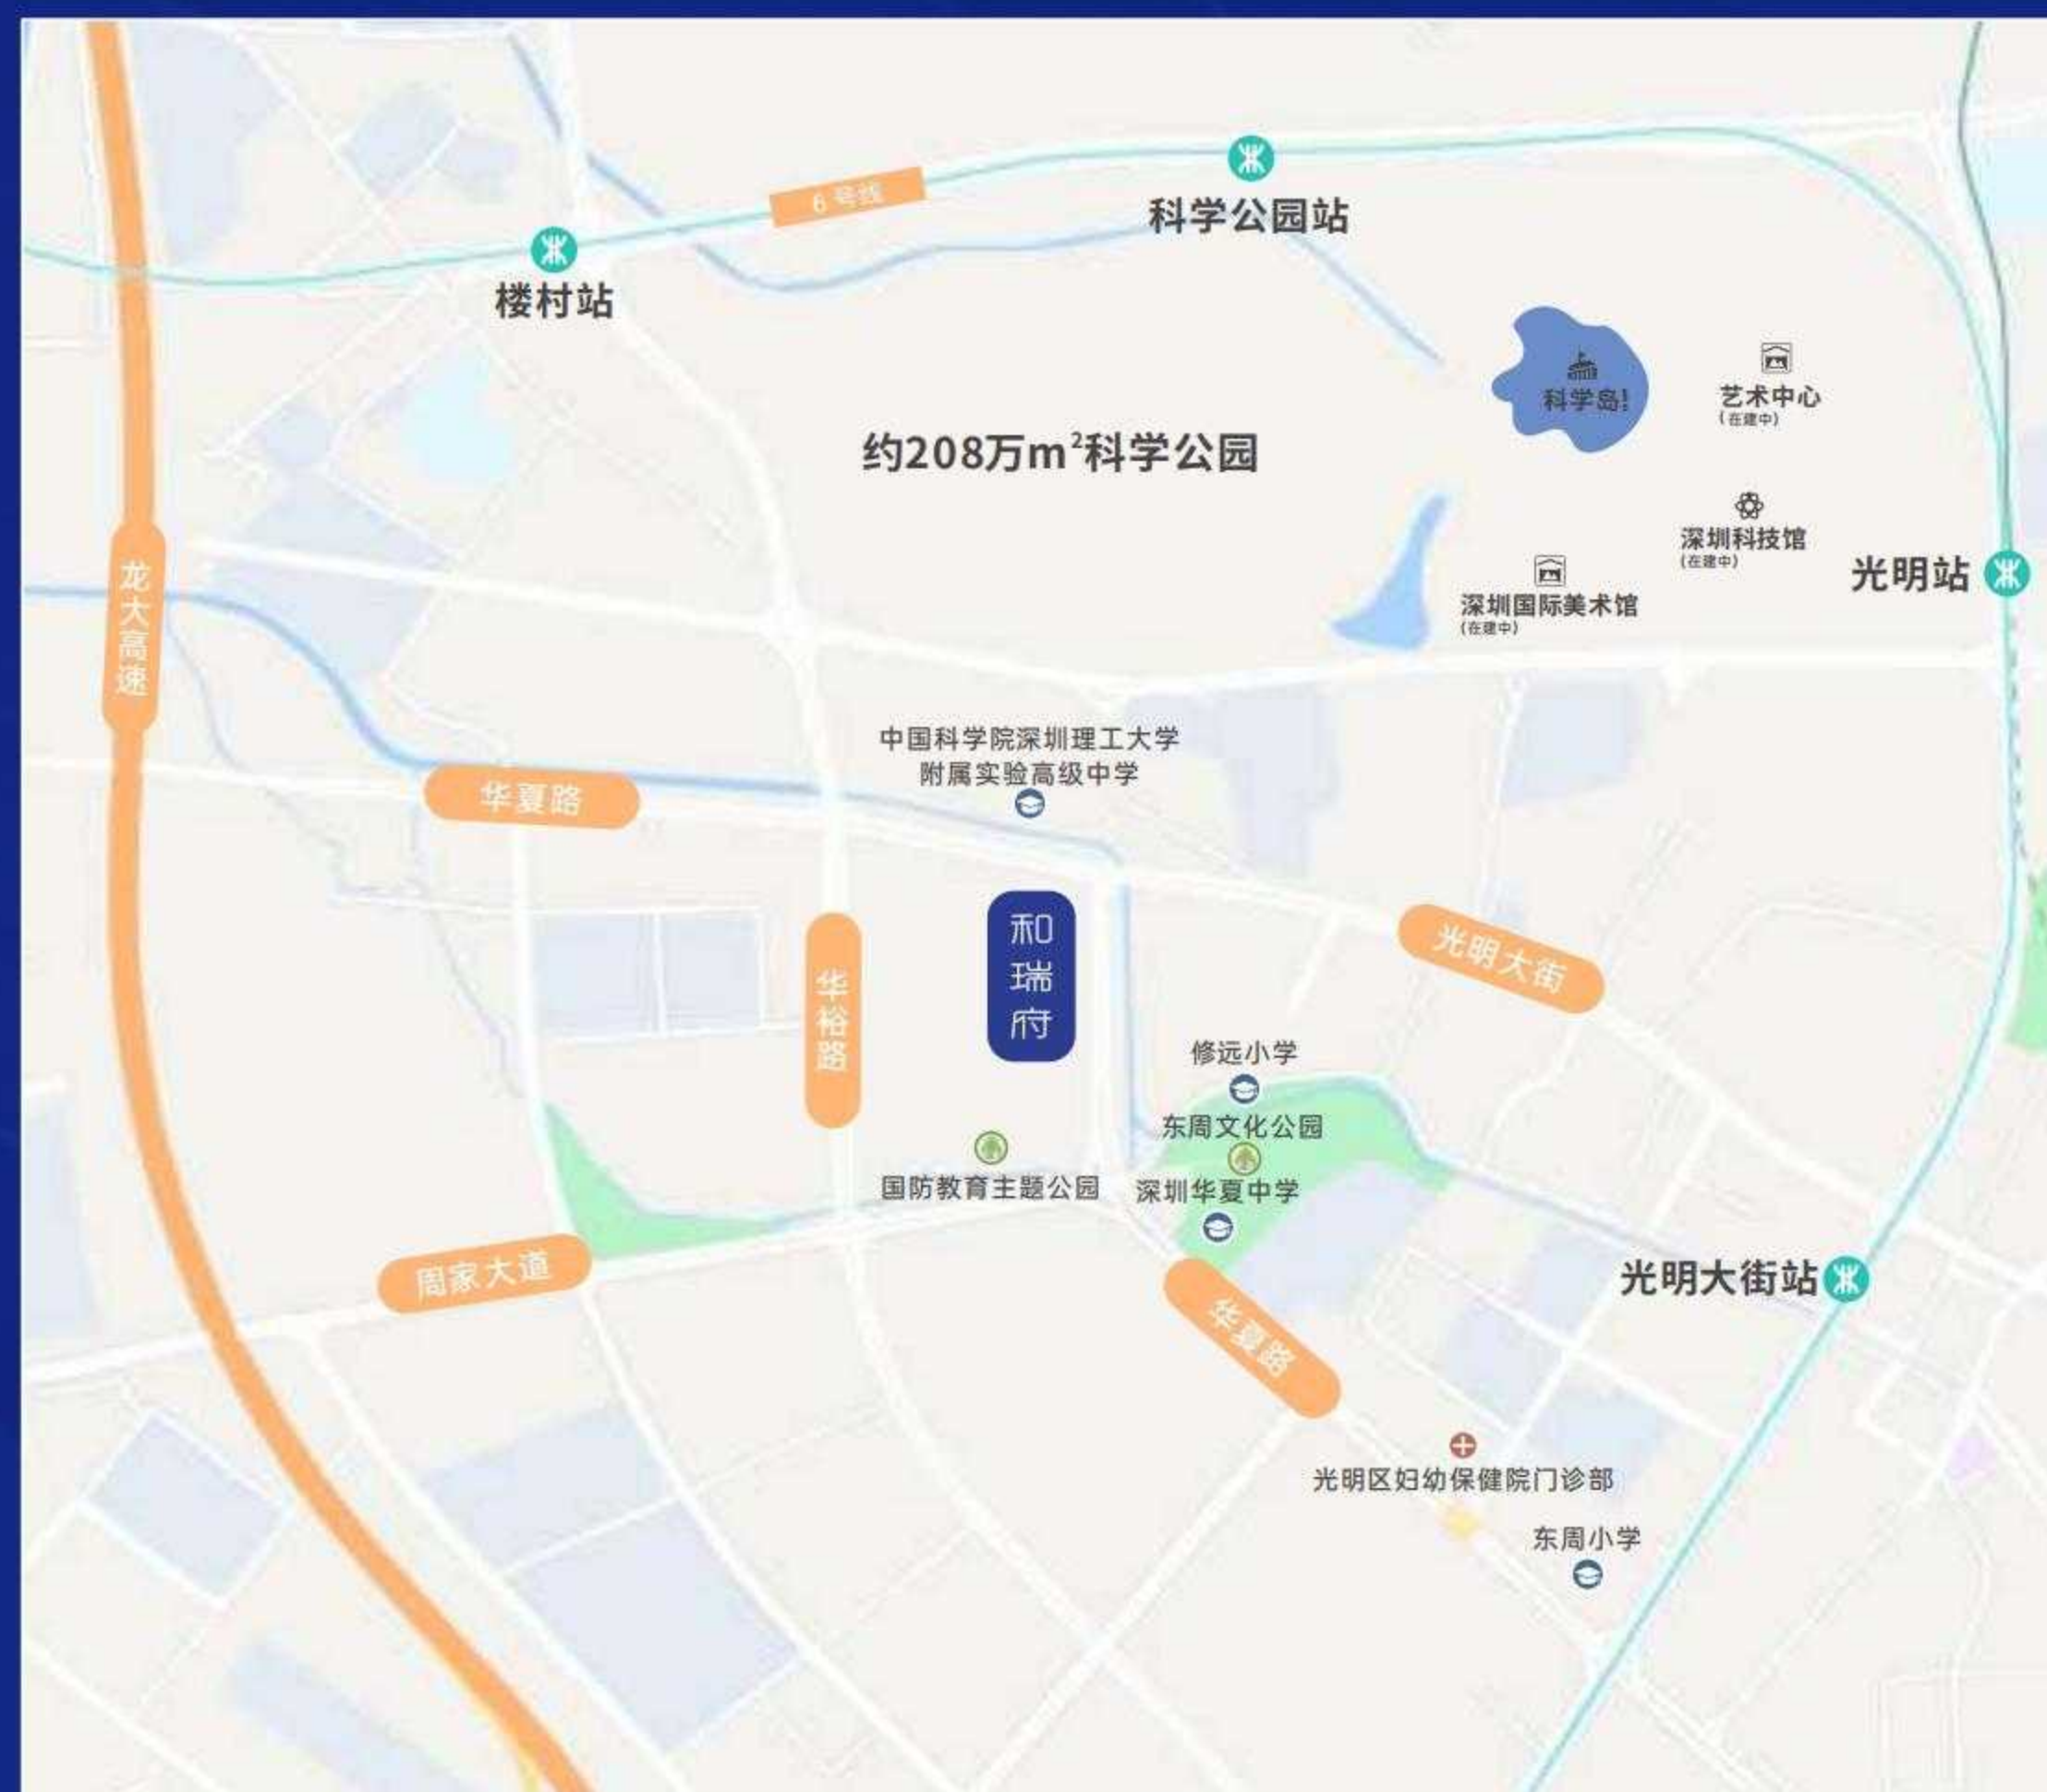 6号线
科学公园站
楼村站
科学岛!
艺术中心
(在建中)
约208万m²科学公园
深圳科技馆
(在建中)
光明站
深圳国际美术馆
(在建中)
龙大高速
中国科学院深圳理工大学
附属实验高级中学
华夏路
和瑞府
光明大街
华裕路
修远小学
东周文化公园
国防教育主题公园
深圳华夏中学
周家大道
光明大街站
华夏路
光明区妇幼保健院门诊部
东周小学